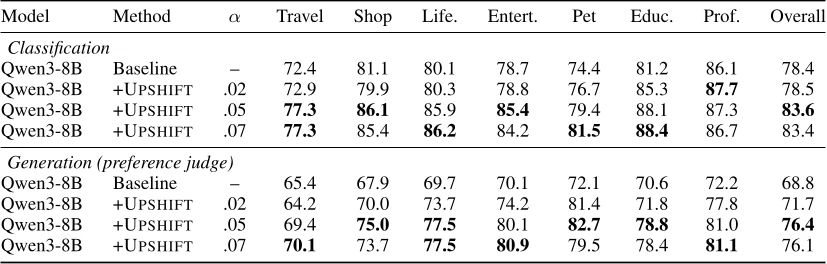 Model Method α Travel Shop Life. Entert. Pet Educ. Prof. Overall
Classification
Qwen3-8B Baseline – 72.4 81.1 80.1 78.7 74.4 81.2 86.1 78.4
Qwen3-8B +UPSHIFT .02 72.9 79.9 80.3 78.8 76.7 85.3 87.7 78.5
Qwen3-8B +UPSHIFT .05 77.3 86.1 85.9 85.4 79.4 88.1 87.3 83.6
Qwen3-8B +UPSHIFT .07 77.3 85.4 86.2 84.2 81.5 88.4 86.7 83.4
Generation (preference judge)
Qwen3-8B Baseline – 65.4 67.9 69.7 70.1 72.1 70.6 72.2 68.8
Qwen3-8B +UPSHIFT .02 64.2 70.0 73.7 74.2 81.4 71.8 77.8 71.7
Qwen3-8B +UPSHIFT .05 69.4 75.0 77.5 80.1 82.7 78.8 81.0 76.4
Qwen3-8B +UPSHIFT .07 70.1 73.7 77.5 80.9 79.5 78.4 81.1 76.1